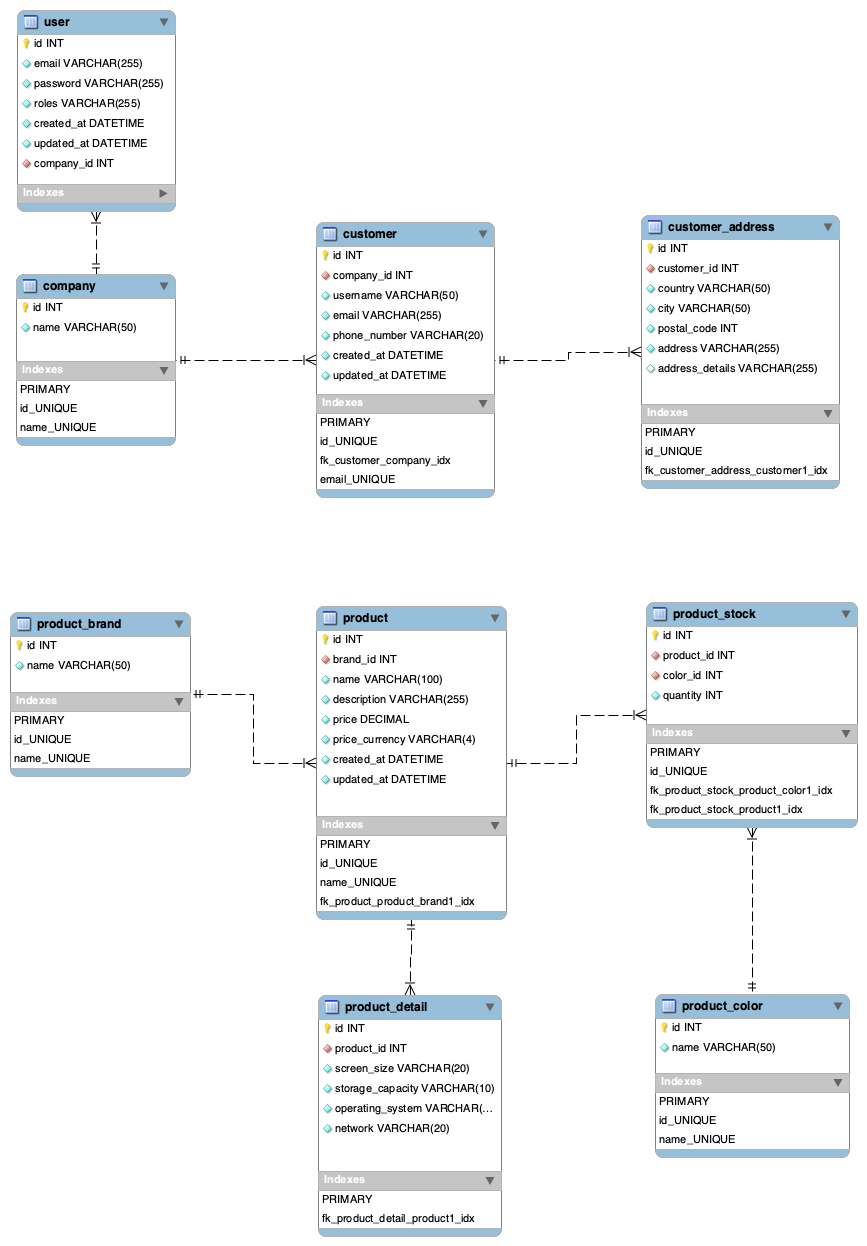 user
id INT
email VARCHAR(255)
password VARCHAR(255)
roles VARCHAR(255)
created_at DATETIME
updated_at DATETIME
company_id INT
Indexes
company
id INT
name VARCHAR(50)
Indexes
PRIMARY
id_UNIQUE
name_UNIQUE
customer
id INT
company_id INT
username VARCHAR(50)
email VARCHAR(255)
phone_number VARCHAR(20)
created_at DATETIME
updated_at DATETIME
Indexes
PRIMARY
id_UNIQUE
fk_customer_company_idx
email_UNIQUE
customer_address
id INT
customer_id INT
country VARCHAR(50)
city VARCHAR(50)
postal_code INT
address VARCHAR(255)
address_details VARCHAR(255)
Indexes
PRIMARY
id_UNIQUE
fk_customer_address_customer1_idx
product_brand
id INT
name VARCHAR(50)
Indexes
PRIMARY
id_UNIQUE
name_UNIQUE
product
id INT
brand_id INT
name VARCHAR(100)
description VARCHAR(255)
price DECIMAL
price_currency VARCHAR(4)
created_at DATETIME
updated_at DATETIME
Indexes
PRIMARY
id_UNIQUE
name_UNIQUE
fk_product_product_brand1_idx
product_stock
id INT
product_id INT
color_id INT
quantity INT
Indexes
PRIMARY
id_UNIQUE
fk_product_stock_product_color1_idx
fk_product_stock_product1_idx
product_detail
id INT
product_id INT
screen_size VARCHAR(20)
storage_capacity VARCHAR(10)
operating_system VARCHAR(...
network VARCHAR(20)
Indexes
PRIMARY
fk_product_detail_product1_idx
product_color
id INT
name VARCHAR(50)
Indexes
PRIMARY
id_UNIQUE
name_UNIQUE